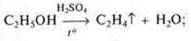 H₂SO₄
C₂H₅OH ⟶ C₂H₄↑ + H₂O;
t°